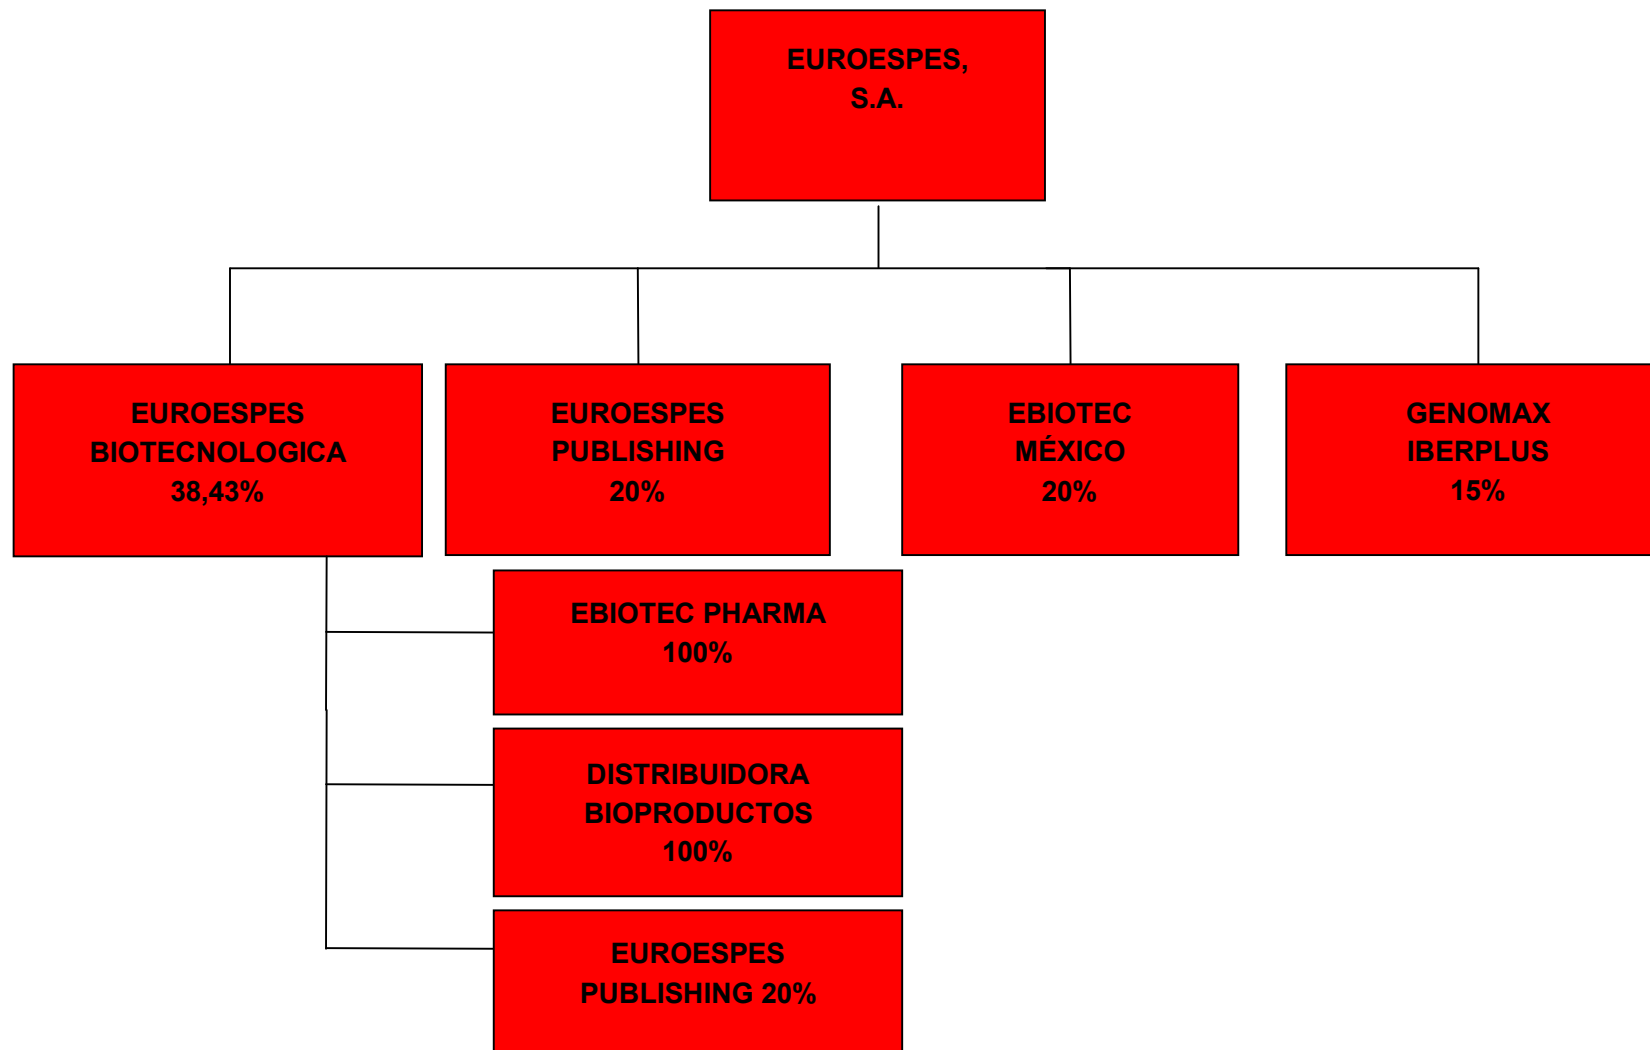 EUROESPES,
S.A.
EUROESPES
BIOTECNOLOGICA
38,43%
EUROESPES
PUBLISHING
20%
EBIOTEC
MÉXICO
20%
GENOMAX
IBERPLUS
15%
EBIOTEC PHARMA
100%
DISTRIBUIDORA
BIOPRODUCTOS
100%
EUROESPES
PUBLISHING 20%